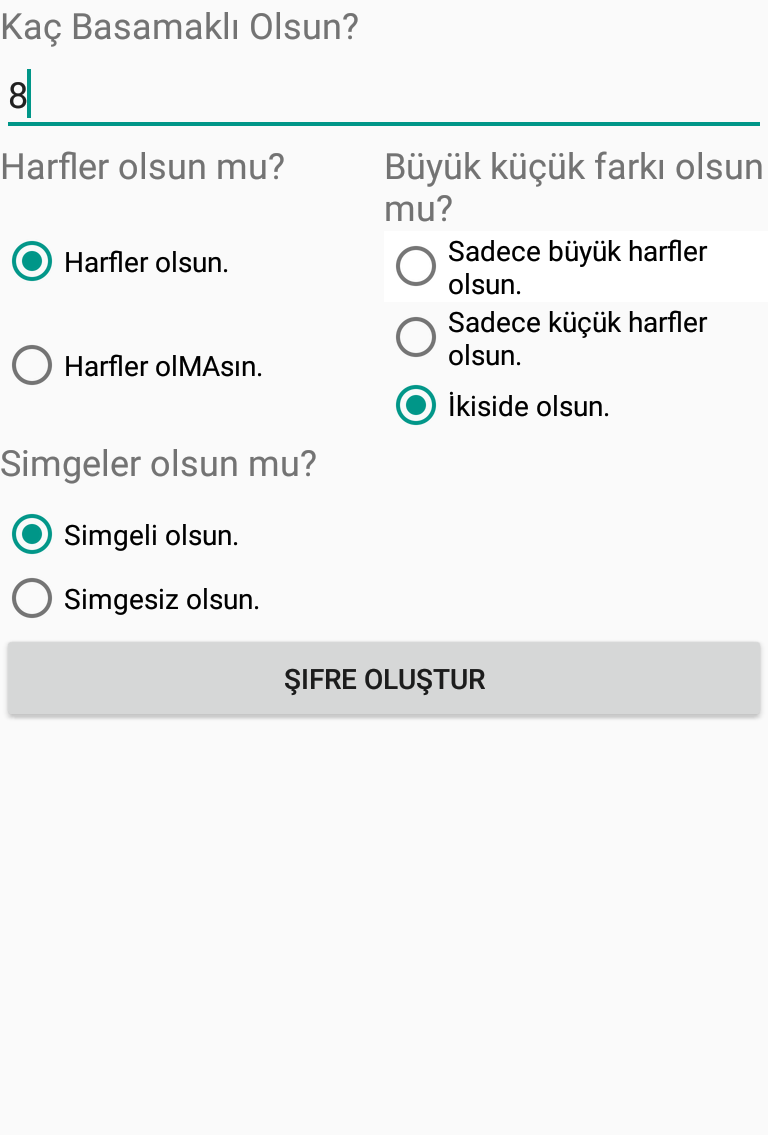 Kaç Basamaklı Olsun?
8
Harfler olsun mu?
Harfler olsun.
Harfler olMAsın.
Büyük küçük farkı olsun
mu?
Sadece büyük harfler
olsun.
Sadece küçük harfler
olsun.
İkiside olsun.
Simgeler olsun mu?
Simgeli olsun.
Simgesiz olsun.
ŞIFRE OLUŞTUR